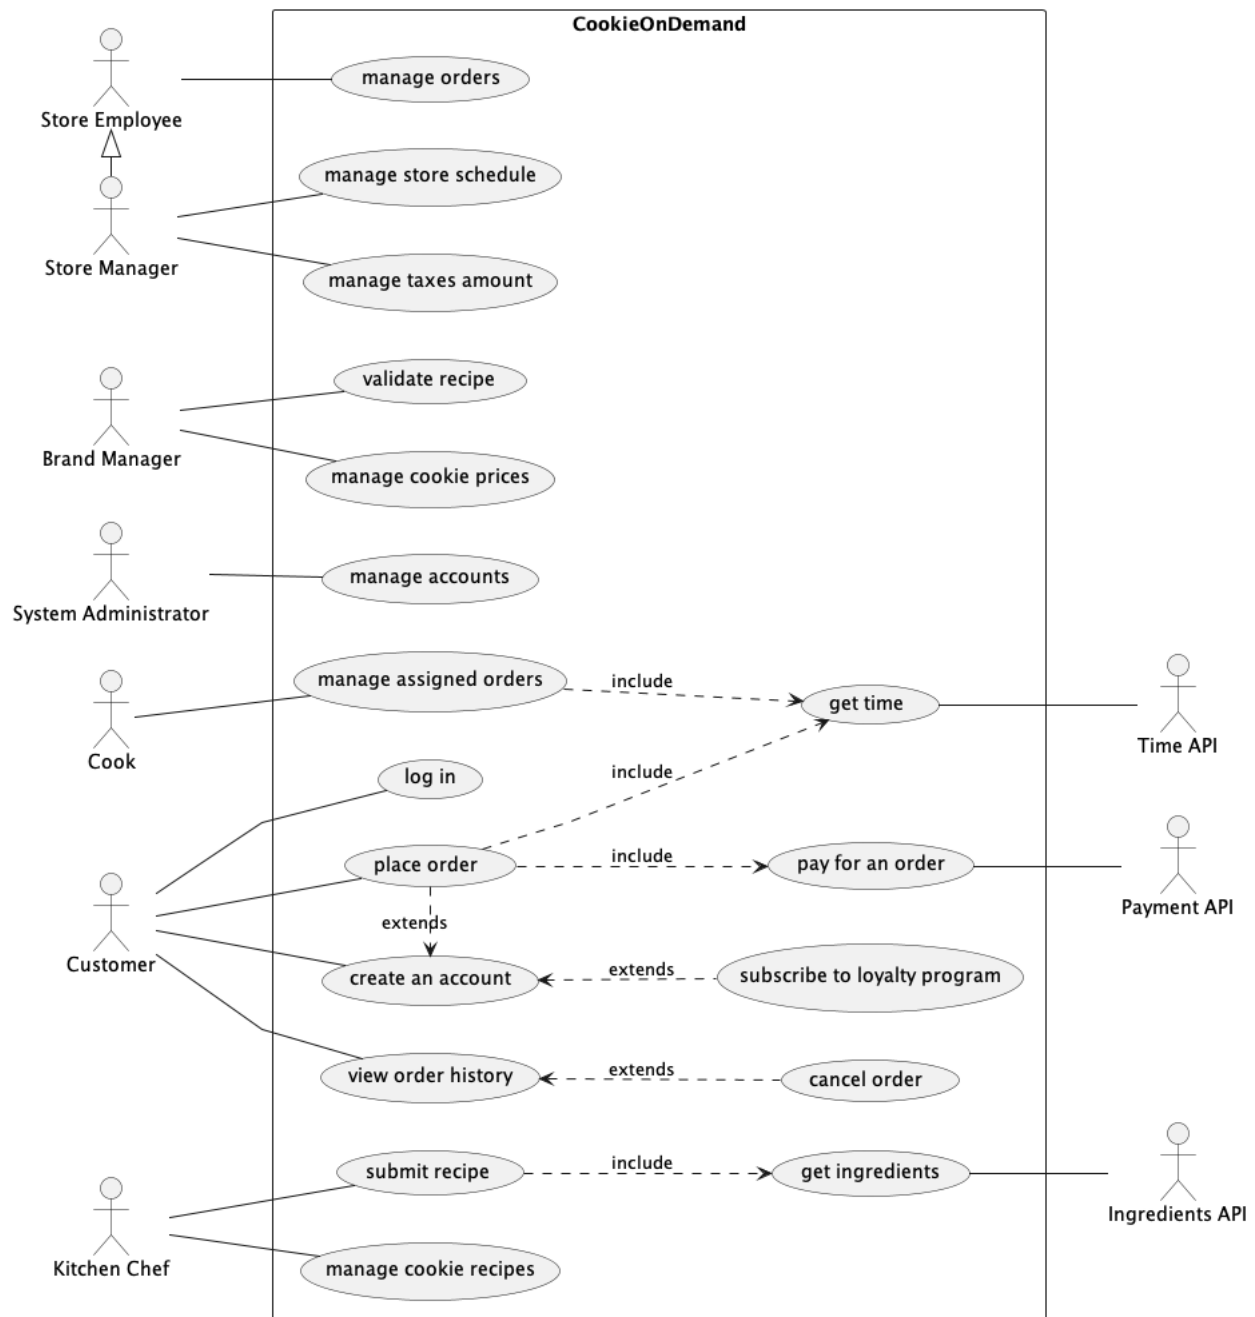 CookieOnDemand
manage orders
Store Employee
manage store schedule
Store Manager
manage taxes amount
validate recipe
Brand Manager
manage cookie prices
manage accounts
System Administrator
manage assigned orders
include
get time
Time API
Cook
log in
include
place order
include
pay for an order
Payment API
extends
Customer
create an account
extends
subscribe to loyalty program
view order history
extends
cancel order
submit recipe
include
get ingredients
Ingredients API
Kitchen Chef
manage cookie recipes